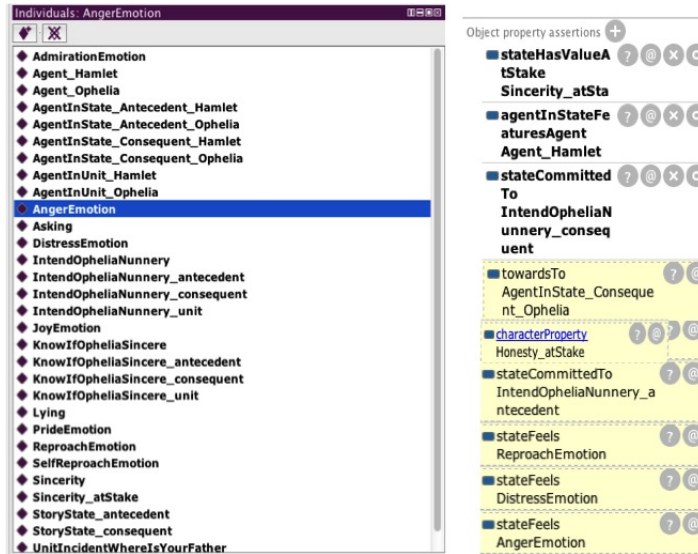 Individuals: AngerEmotion
AdmirationEmotion
Agent_Hamlet
Agent_Ophelia
AgentInState_Antecedent_Hamlet
AgentInState_Antecedent_Ophelia
AgentInState_Consequent_Hamlet
AgentInState_Consequent_Ophelia
AgentInUnit_Hamlet
AgentInUnit_Ophelia
AngerEmotion
Asking
DistressEmotion
IntendOpheliaNunnery
IntendOpheliaNunnery_antecedent
IntendOpheliaNunnery_consequent
IntendOpheliaNunnery_unit
JoyEmotion
KnowIfOpheliaSincere
KnowIfOpheliaSincere_antecedent
KnowIfOpheliaSincere_consequent
KnowIfOpheliaSincere_unit
Lying
PrideEmotion
ReproachEmotion
SelfReproachEmotion
Sincerity
Sincerity_atStake
StoryState_antecedent
StoryState_consequent
UnitIncidentWhereIsYourFather
Object property assertions
stateHasValueA
tStake
Sincerity_atSta
agentInStateFe
aturesAgent
Agent_Hamlet
stateCommitted
To
IntendOpheliaN
unnery_conseq
uent
towardsTo
AgentInState_Conseque
nt_Ophelia
characterProperty
Honesty_atStake
stateCommittedTo
IntendOpheliaNunnery_a
ntecedent
stateFeels
ReproachEmotion
stateFeels
DistressEmotion
stateFeels
AngerEmotion